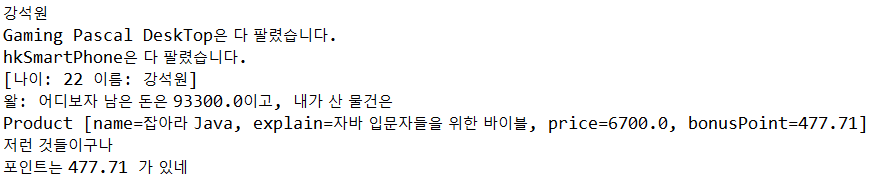 강석원
Gaming Pascal DeskTop은 다 팔렸습니다.
hkSmartPhone은 다 팔렸습니다.
[나이: 22 이름: 강석원]
왈: 어디보자 남은 돈은 93300.0이고, 내가 산 물건은
Product [name=잡아라 Java, explain=자바 입문자들을 위한 바이블, price=6700.0, bonusPoint=477.71]
저런 것들이구나
포인트는 477.71 가 있네